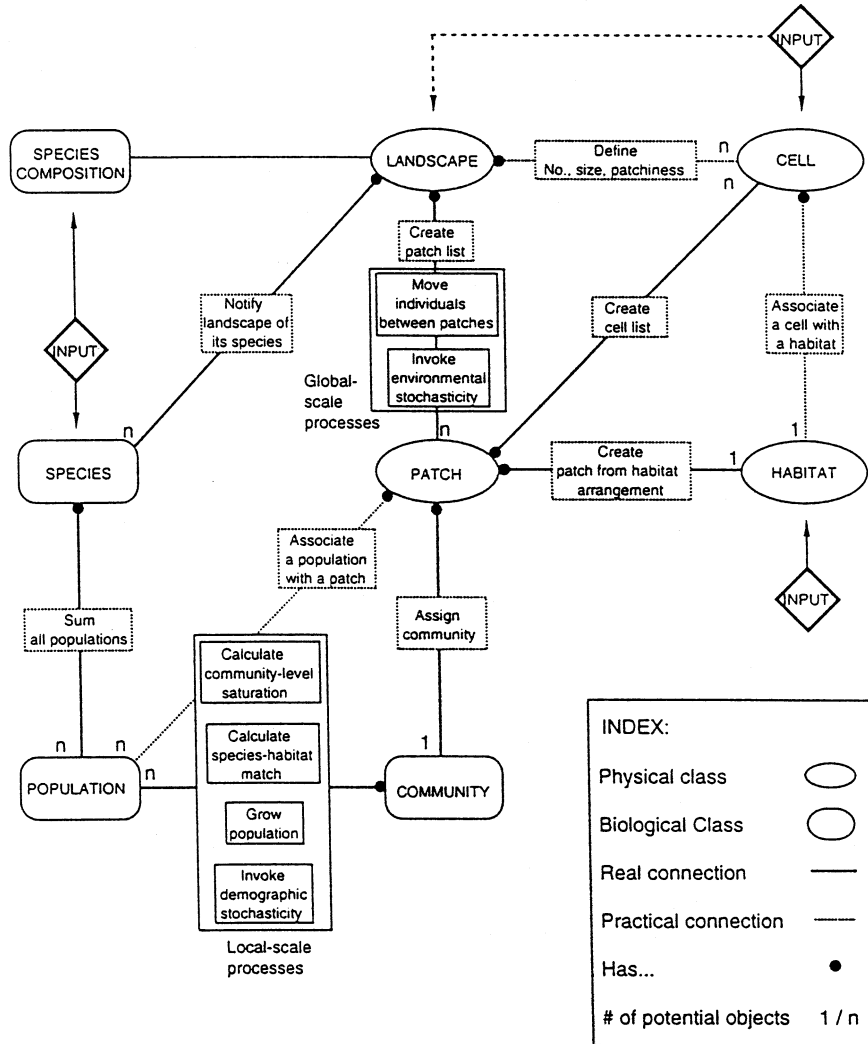 INPUT
SPECIES
COMPOSITION
LANDSCAPE
Define
No., size, patchiness
n
CELL
n
Create
patch list
Notify
landscape of
its species
Move
individuals
between patches
Create
cell list
Associate
a cell with
a habitat
INPUT
Invoke
environmental
stochasticity
Global-
scale
processes
n
n
1
SPECIES
PATCH
Create
patch from habitat
arrangement
1
HABITAT
Associate
a population
with a patch
INPUT
Sum
all populations
Assign
community
Calculate
community-level
saturation
Calculate
species-habitat
match
n
n
n
1
POPULATION
COMMUNITY
Grow
population
Invoke
demographic
stochasticity
Local-scale
processes
INDEX:
Physical class
Biological Class
Real connection
Practical connection
Has...
# of potential objects 1 / n